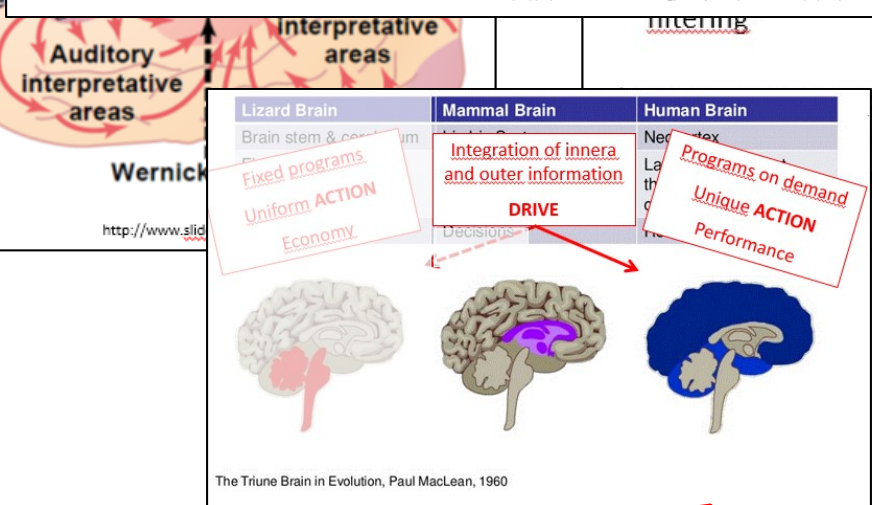 filtering
Auditory
interpretative
areas
interpretative
areas
Wernick
http://www.slid
Lizard Brain
Mammal Brain
Human Brain
Brain stem &
Fixed programs
Uniform ACTION
Economy
Integration of innera
and outer information
DRIVE
Decisions
Programs on demand
Unique ACTION
Performance
The Triune Brain in Evolution, Paul MacLean, 1960